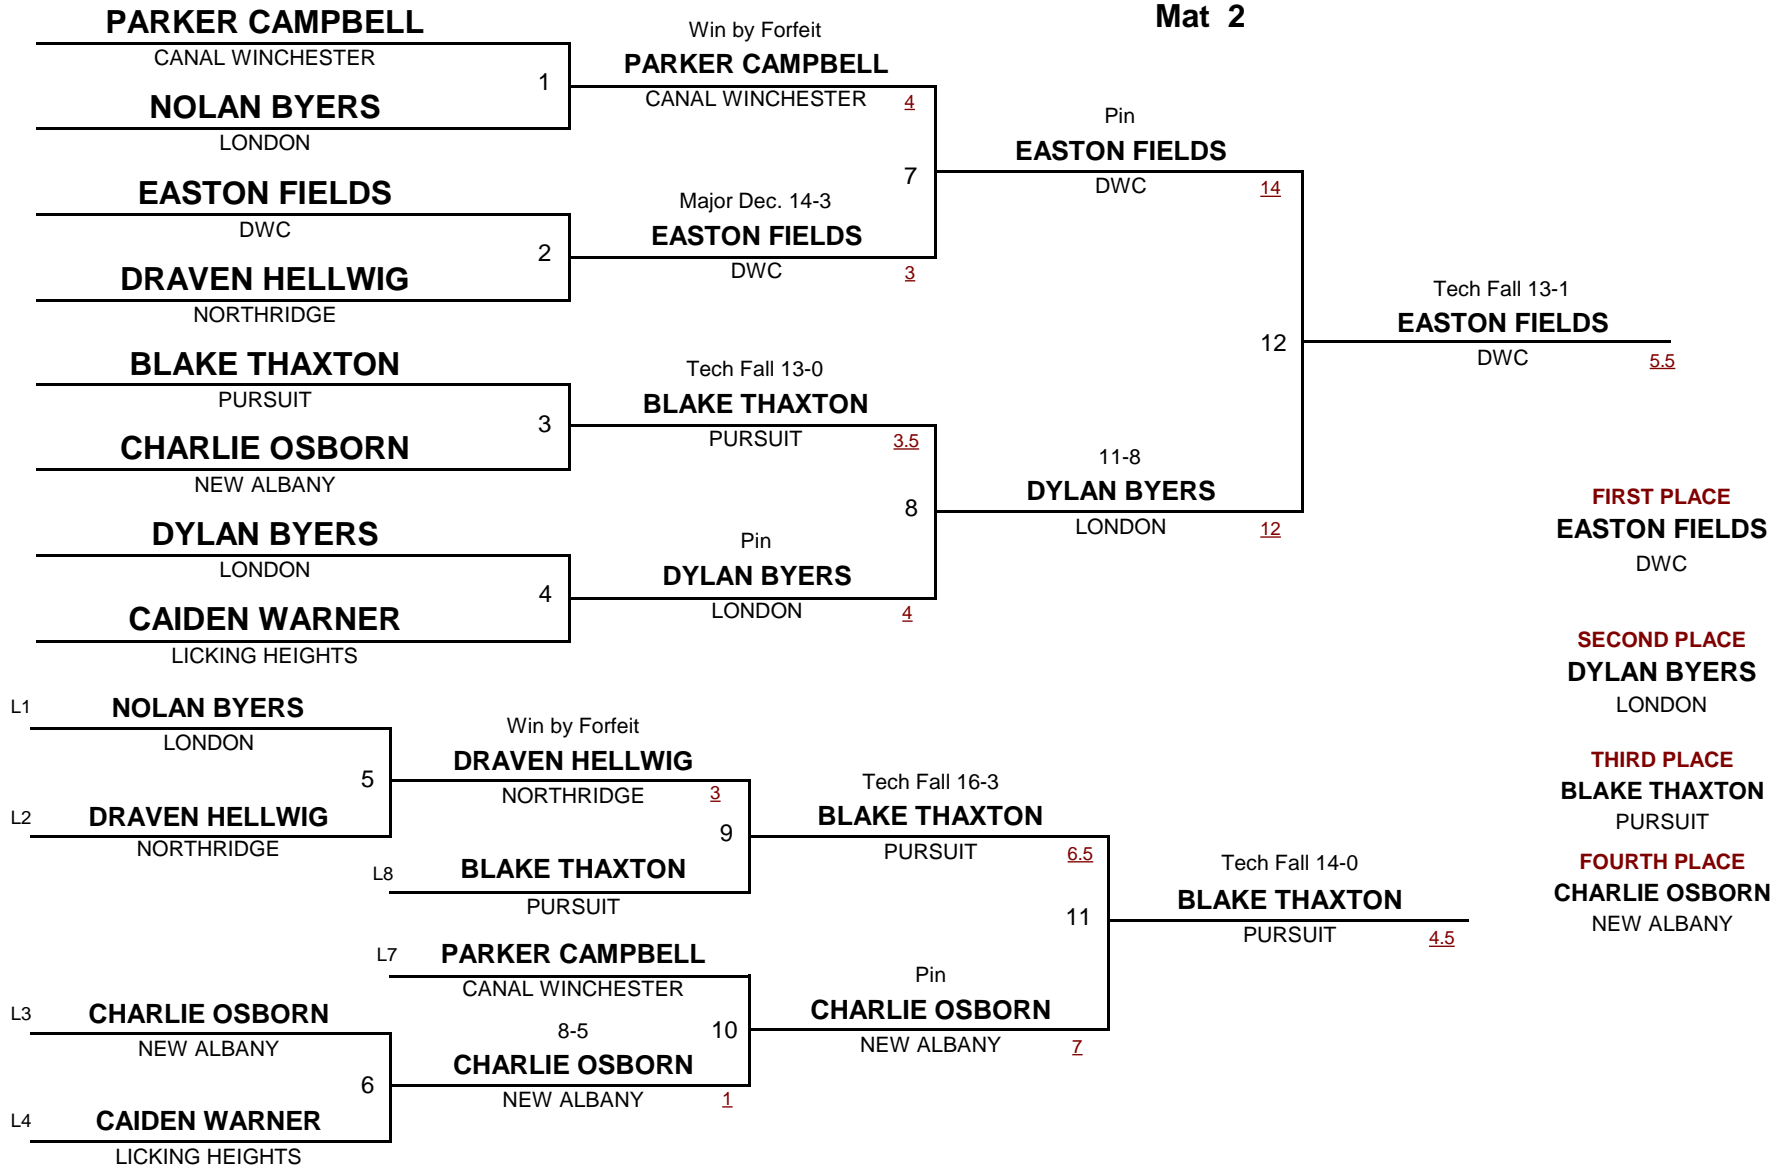 Mat 2
PARKER CAMPBELL
CANAL WINCHESTER
1
NOLAN BYERS
LONDON
EASTON FIELDS
DWC
2
DRAVEN HELLWIG
NORTHRIDGE
BLAKE THAXTON
PURSUIT
3
CHARLIE OSBORN
NEW ALBANY
DYLAN BYERS
LONDON
4
CAIDEN WARNER
LICKING HEIGHTS
Win by Forfeit
PARKER CAMPBELL
CANAL WINCHESTER 4
7
Major Dec. 14-3
EASTON FIELDS
DWC 3
Tech Fall 13-0
BLAKE THAXTON
PURSUIT 3.5
8
Pin
DYLAN BYERS
LONDON 4
Pin
EASTON FIELDS
DWC 14
12
11-8
DYLAN BYERS
LONDON 12
Tech Fall 13-1
EASTON FIELDS
DWC 5.5
FIRST PLACE
EASTON FIELDS
DWC
SECOND PLACE
DYLAN BYERS
LONDON
THIRD PLACE
BLAKE THAXTON
PURSUIT
FOURTH PLACE
CHARLIE OSBORN
NEW ALBANY
L1 NOLAN BYERS
LONDON
5
L2 DRAVEN HELLWIG
NORTHRIDGE
Win by Forfeit
DRAVEN HELLWIG
NORTHRIDGE 3
9
L8 BLAKE THAXTON
PURSUIT
L7 PARKER CAMPBELL
CANAL WINCHESTER
10
L3 CHARLIE OSBORN
NEW ALBANY
6
L4 CAIDEN WARNER
LICKING HEIGHTS
8-5
CHARLIE OSBORN
NEW ALBANY 1
Tech Fall 16-3
BLAKE THAXTON
PURSUIT 6.5
11
Pin
CHARLIE OSBORN
NEW ALBANY 7
Tech Fall 14-0
BLAKE THAXTON
PURSUIT 4.5